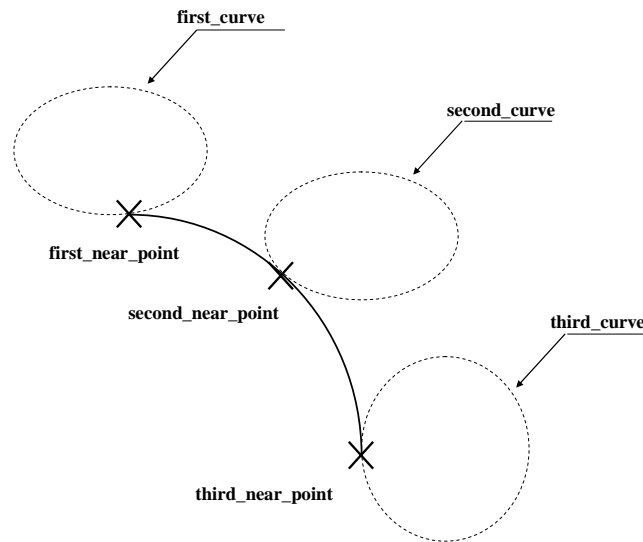 first_curve
second_curve
first_near_point
second_near_point
third_curve
third_near_point